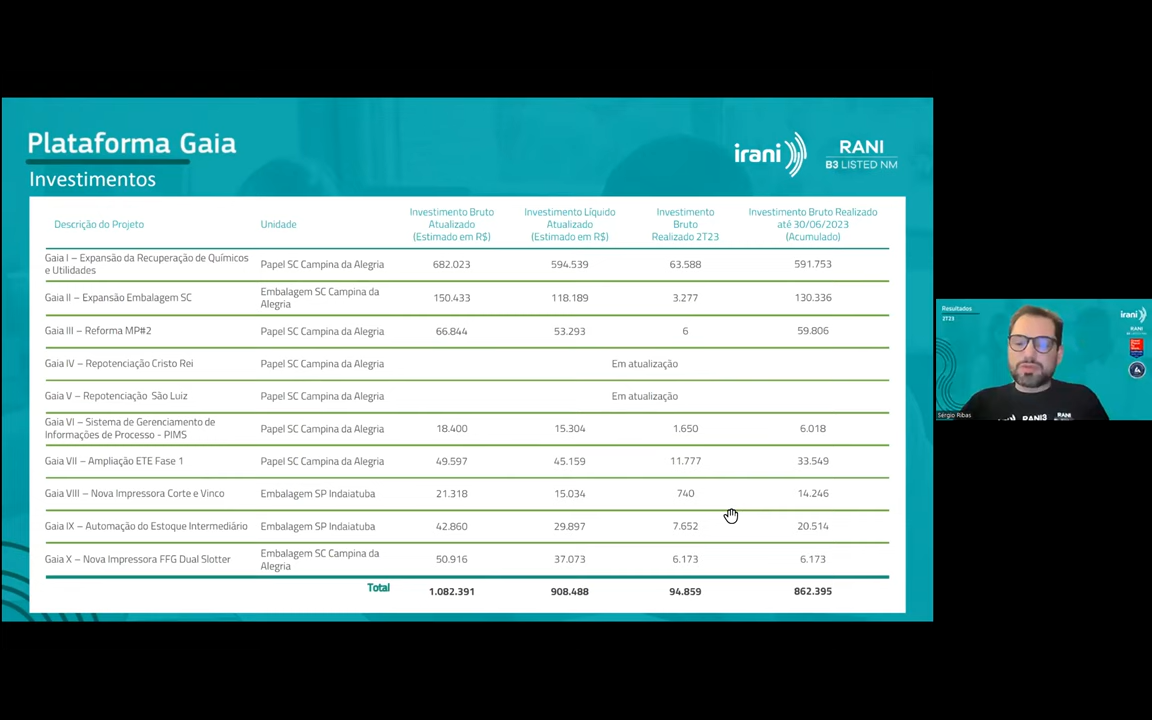 Plataforma Gaia
Investimentos
irani
RANI
B3 LISTED NM
Descrição do Projeto
Unidade
Investimento Bruto
Atualizado
(Estimado em R$)
Investimento Líquido
Atualizado
(Estimado em R$)
Investimento
Bruto
Realizado 2T23
Investimento Bruto Realizado
até 30/06/2023
(Acumulado)
Gaia I – Expansão da Recuperação de Químicos
e Utilidades
Papel SC Campina da Alegria
682.023
594.539
63.588
591.753
Gaia II – Expansão Embalagem SC
Embalagem SC Campina da
Alegria
150.433
118.189
3.277
130.336
Gaia III – Reforma MP#2
Papel SC Campina da Alegria
66.844
53.293
6
59.806
Gaia IV – Repotenciação Cristo Rei
Papel SC Campina da Alegria
Em atualização
Gaia V – Repotenciação São Luiz
Papel SC Campina da Alegria
Em atualização
Gaia VI – Sistema de Gerenciamento de
Informações de Processo - PIMS
Papel SC Campina da Alegria
18.400
15.304
1.650
6.018
Gaia VII – Ampliação ETE Fase 1
Papel SC Campina da Alegria
49.597
45.159
11.777
33.549
Gaia VIII – Nova Impressora Corte e Vinco
Embalagem SP Indaiatuba
21.318
15.034
740
14.246
Gaia IX – Automação do Estoque Intermediário
Embalagem SP Indaiatuba
42.860
29.897
7.652
20.514
Gaia X – Nova Impressora FFG Dual Slotter
Embalagem SC Campina da
Alegria
50.916
37.073
6.173
6.173
Total
1.082.391
908.488
94.859
862.395
Resultados
2T23
irani
RANI
Sérgio Ribas
RANI3
RANI